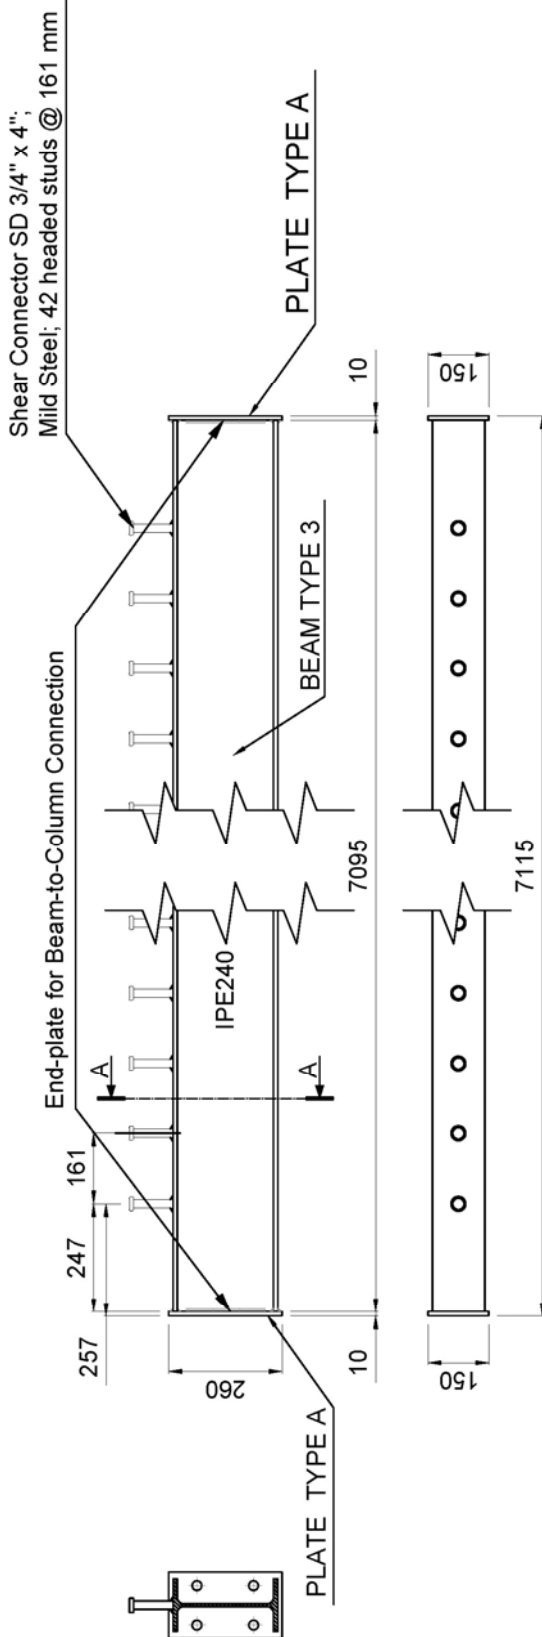 Shear Connector SD 3/4" x 4";
Mild Steel; 42 headed studs @ 161 mm
End-plate for Beam-to-Column Connection
PLATE TYPE A
257
247
161
A
A
IPE240
BEAM TYPE 3
260
10
7095
10
PLATE TYPE A
150
7115
150